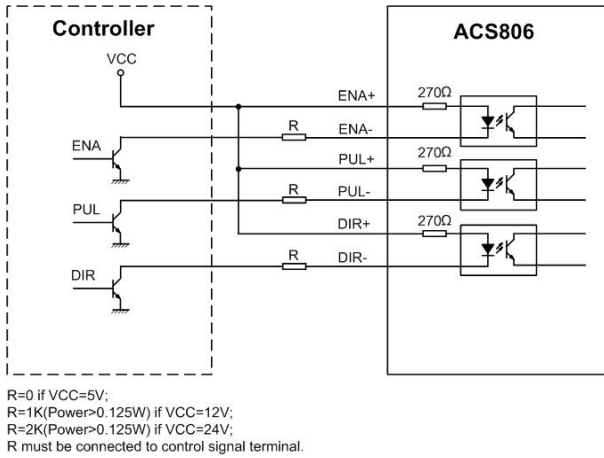 Controller
ACS806
VCC
ENA+
270Ω
R
ENA-
ENA
PUL+
270Ω
R
PUL-
PUL
DIR+
270Ω
R
DIR-
DIR
R=0 if VCC=5V;
R=1K(Power>0.125W) if VCC=12V;
R=2K(Power>0.125W) if VCC=24V;
R must be connected to control signal terminal.